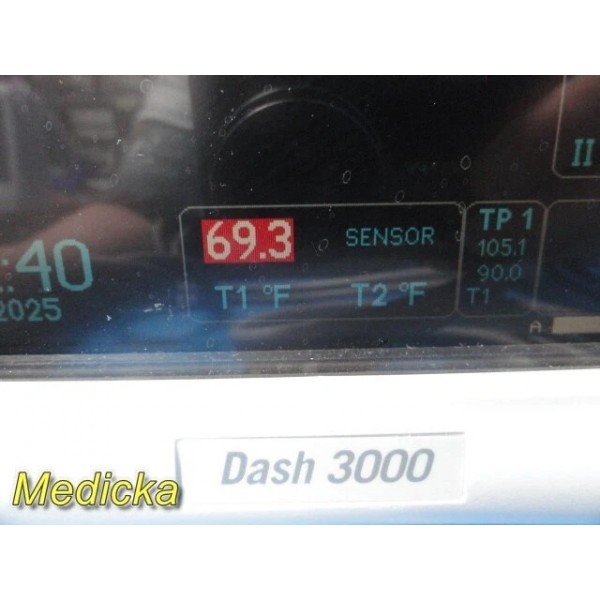 II
TP 1
69.3 SENSOR 105.1
:40 90.0
T1 °F T2 °F T1
2025
A
Dash 3000
Medicka